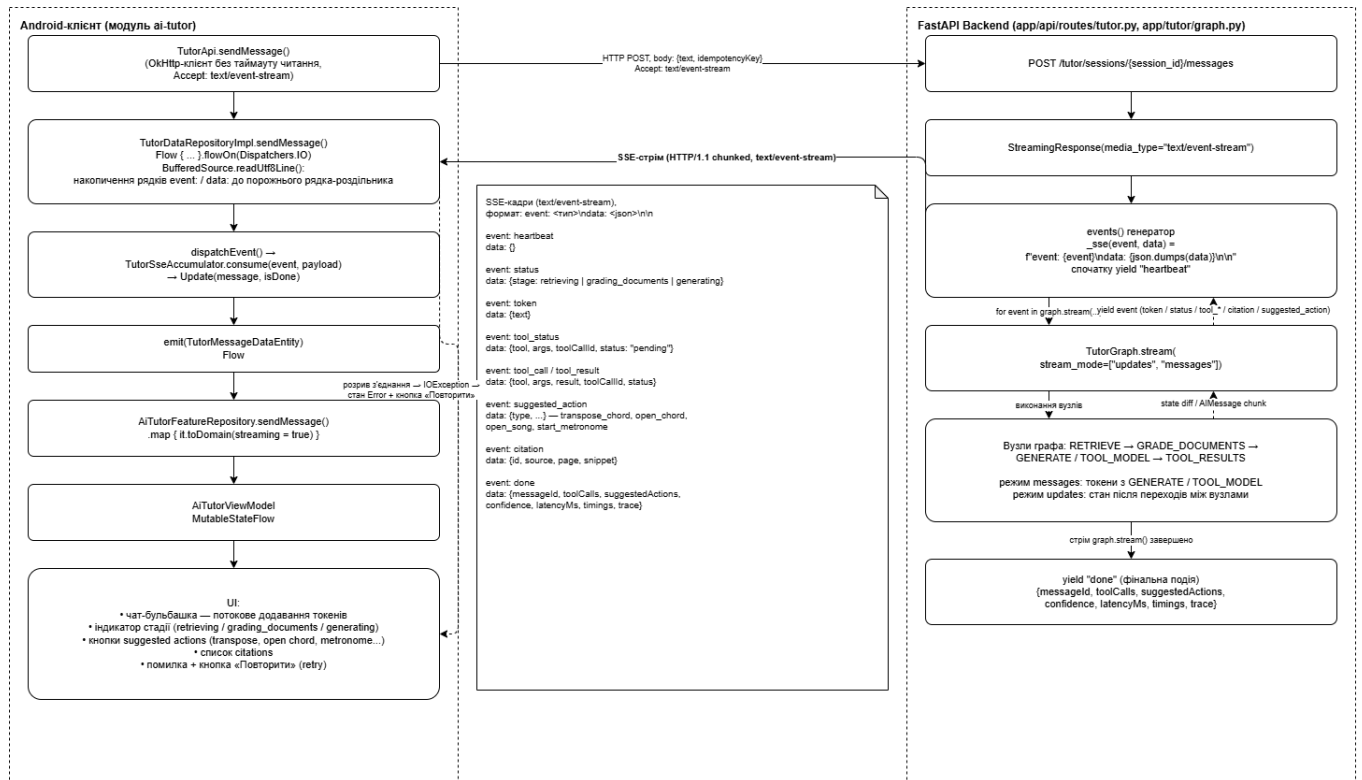 Android-клієнт (модуль ai-tutor)
TutorApi.sendMessage()
(OkHttp-клієнт без таймауту читання,
Accept: text/event-stream)
TutorDataRepositoryImpl.sendMessage()
Flow { ... }.flowOn(Dispatchers.IO)
BufferedSource.readUtf8Line():
накопичення рядків event: / data: до порожнього рядка-роздільника
dispatchEvent() →
TutorSseAccumulator.consume(event, payload)
→ Update(message, isDone)
emit(TutorMessageDataEntity)
Flow
розрив з'єднання → IOException →
стан Error + кнопка «Повторити»
AiTutorFeatureRepository.sendMessage()
.map { it.toDomain(streaming = true) }
AiTutorViewModel
MutableStateFlow
UI:
• чат-бульбашка — потокове додавання токенів
• індикатор стадії (retrieving / grading_documents / generating)
• кнопки suggested actions (transpose, open chord, metronome...)
• список citations
• помилка + кнопка «Повторити» (retry)
HTTP POST, body: {text, idempotencyKey}
Accept: text/event-stream
SSE-стрім (HTTP/1.1 chunked, text/event-stream)
SSE-кадри (text/event-stream),
формат: event: <тип>\ndata: <json>\n\n
event: heartbeat
data: {}
event: status
data: {stage: retrieving | grading_documents | generating}
event: token
data: {text}
event: tool_status
data: {tool, args, toolCallId, status: "pending"}
event: tool_call / tool_result
data: {tool, args, result, toolCallId, status}
event: suggested_action
data: {type, ...} — transpose_chord, open_chord,
open_song, start_metronome
event: citation
data: {id, source, page, snippet}
event: done
data: {messageId, toolCalls, suggestedActions,
confidence, latencyMs, timings, trace}
FastAPI Backend (app/api/routes/tutor.py, app/tutor/graph.py)
POST /tutor/sessions/{session_id}/messages
StreamingResponse(media_type="text/event-stream")
events() генератор
_sse(event, data) =
f"event: {event}\ndata: {json.dumps(data)}\n\n"
спочатку yield "heartbeat"
for event in graph.stream(...
yield event (token / status / tool_* / citation / suggested_action)
TutorGraph.stream(
stream_mode=["updates", "messages"])
виконання вузлів
state diff / AIMessage chunk
Вузли графа: RETRIEVE → GRADE_DOCUMENTS →
GENERATE / TOOL_MODEL → TOOL_RESULTS
режим messages: токени з GENERATE / TOOL_MODEL
режим updates: стан після переходів між вузлами
стрім graph.stream() завершено
yield "done" (фінальна подія)
{messageId, toolCalls, suggestedActions,
confidence, latencyMs, timings, trace}